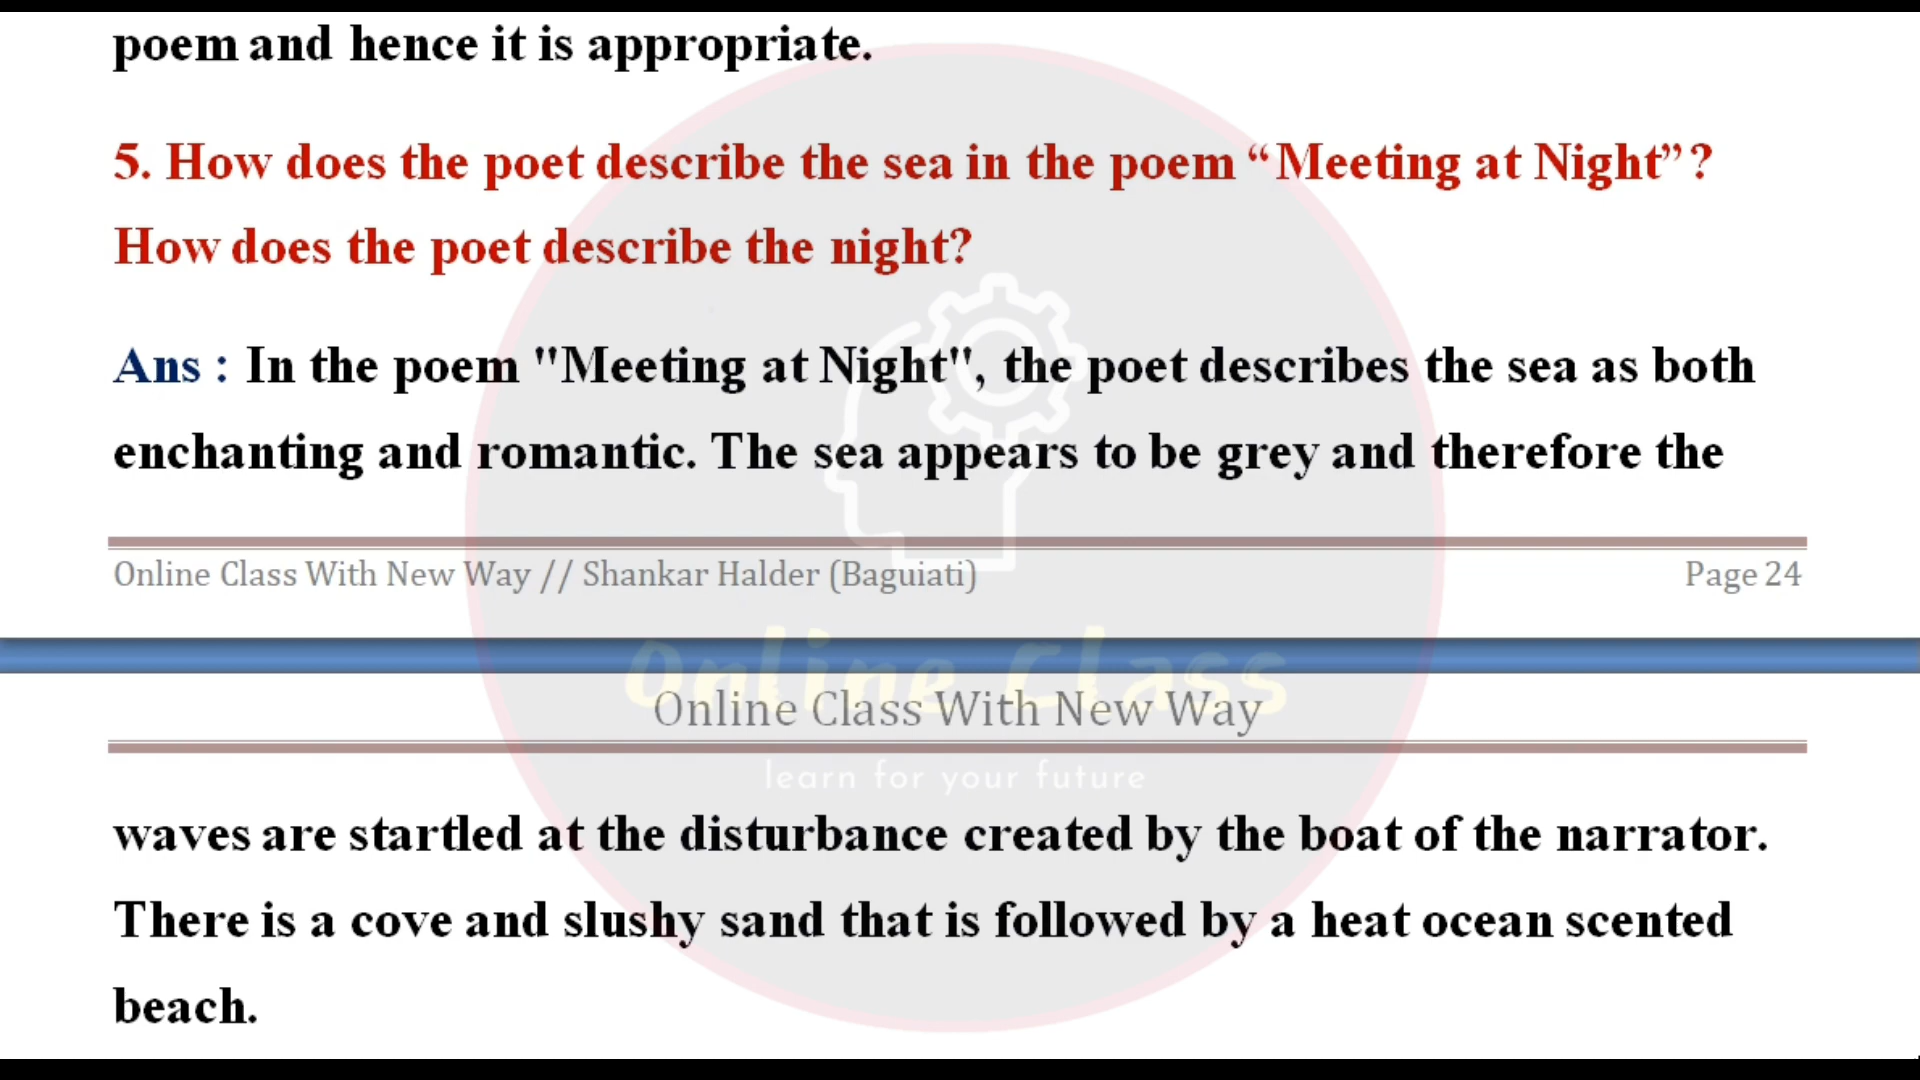 poem and hence it is appropriate.
5. How does the poet describe the sea in the poem “Meeting at Night”?
How does the poet describe the night?
Ans : In the poem "Meeting at Night", the poet describes the sea as both
enchanting and romantic. The sea appears to be grey and therefore the
Online Class With New Way // Shankar Halder (Baguiati)
Page 24
Online Class
Online Class With New Way
learn for your future
waves are startled at the disturbance created by the boat of the narrator.
There is a cove and slushy sand that is followed by a heat ocean scented
beach.